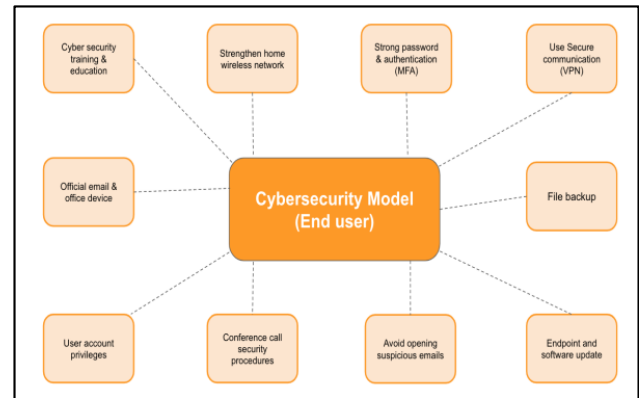 Cyber security
training &
education
Strengthen home
wireless network
Strong password
& authentication
(MFA)
Use Secure
communication
(VPN)
Official email &
office device
Cybersecurity Model
(End user)
File backup
User account
privileges
Conference call
security
procedures
Avoid opening
suspicious emails
Endpoint and
software update